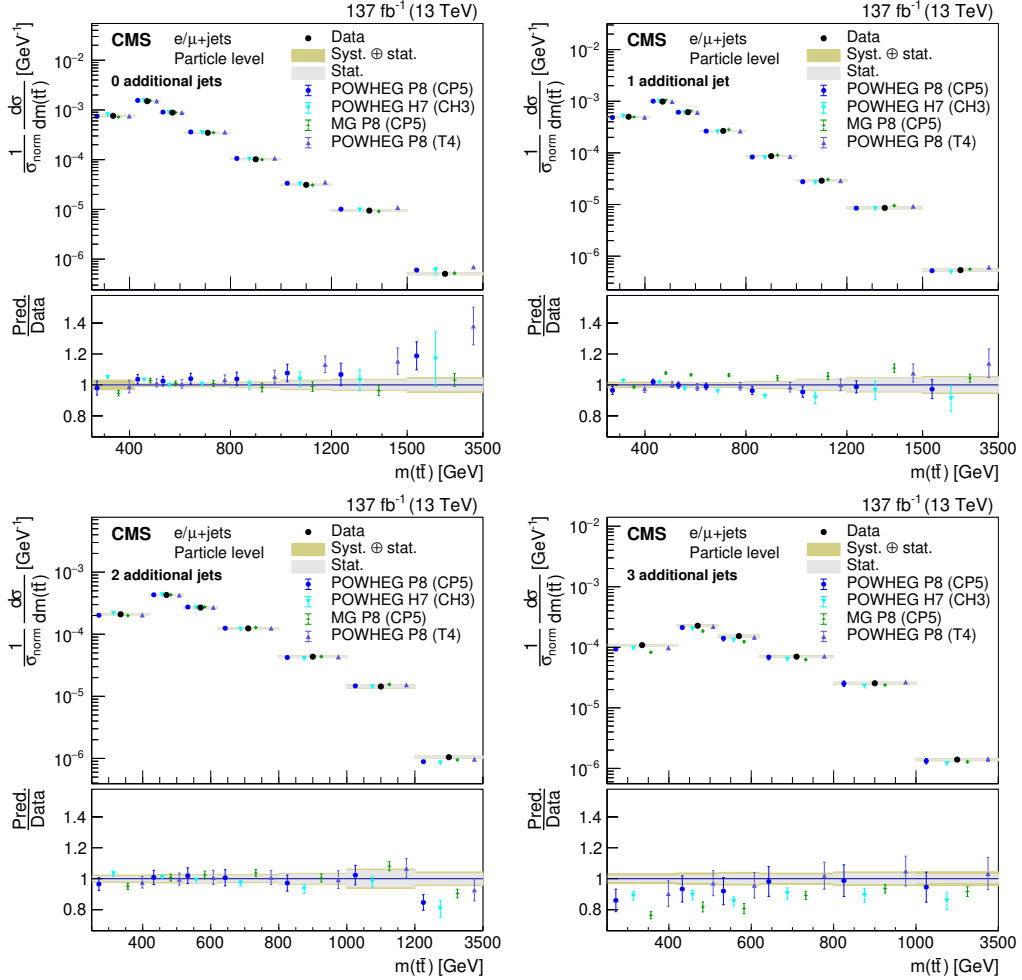 137 fb⁻¹ (13 TeV)
CMS e/μ+jets
Particle level
0 additional jets
Data
Syst. ⊕ stat.
Stat.
POWHEG P8 (CP5)
POWHEG H7 (CH3)
MG P8 (CP5)
POWHEG P8 (T4)
1/σnorm dσ/dm(tt̄) [GeV⁻¹]
10⁻²
10⁻³
10⁻⁴
10⁻⁵
10⁻⁶
Pred./Data
1.4
1.2
1
0.8
400 800 1200 1500 3500
m(tt̄) [GeV]
137 fb⁻¹ (13 TeV)
CMS e/μ+jets
Particle level
1 additional jet
Data
Syst. ⊕ stat.
Stat.
POWHEG P8 (CP5)
POWHEG H7 (CH3)
MG P8 (CP5)
POWHEG P8 (T4)
1/σnorm dσ/dm(tt̄) [GeV⁻¹]
10⁻²
10⁻³
10⁻⁴
10⁻⁵
10⁻⁶
Pred./Data
1.4
1.2
1
0.8
400 800 1200 1500 3500
m(tt̄) [GeV]
137 fb⁻¹ (13 TeV)
CMS e/μ+jets
Particle level
2 additional jets
Data
Syst. ⊕ stat.
Stat.
POWHEG P8 (CP5)
POWHEG H7 (CH3)
MG P8 (CP5)
POWHEG P8 (T4)
1/σnorm dσ/dm(tt̄) [GeV⁻¹]
10⁻³
10⁻⁴
10⁻⁵
10⁻⁶
Pred./Data
1.4
1.2
1
0.8
400 600 800 1000 1200 3500
m(tt̄) [GeV]
137 fb⁻¹ (13 TeV)
CMS e/μ+jets
Particle level
3 additional jets
Data
Syst. ⊕ stat.
Stat.
POWHEG P8 (CP5)
POWHEG H7 (CH3)
MG P8 (CP5)
POWHEG P8 (T4)
1/σnorm dσ/dm(tt̄) [GeV⁻¹]
10⁻²
10⁻³
10⁻⁴
10⁻⁵
10⁻⁶
Pred./Data
1.4
1.2
1
0.8
400 600 800 1000 3500
m(tt̄) [GeV]